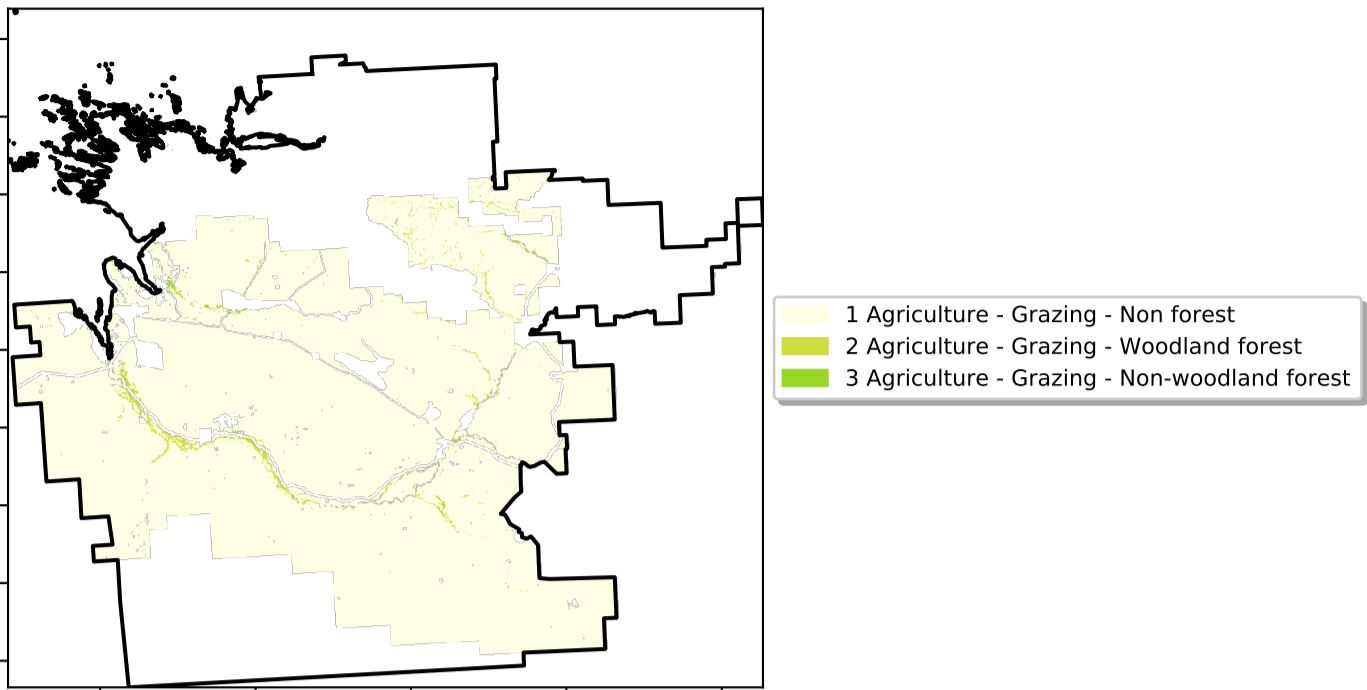 1 Agriculture - Grazing - Non forest
2 Agriculture - Grazing - Woodland forest
3 Agriculture - Grazing - Non-woodland forest